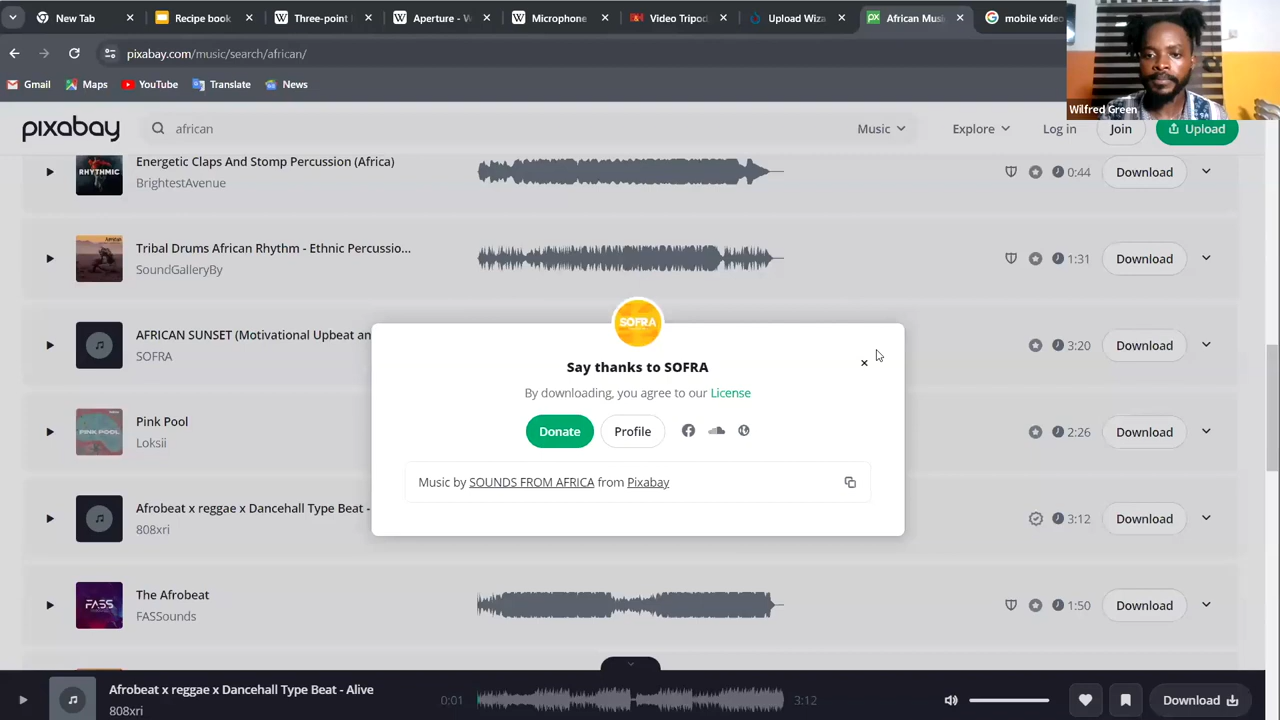 New Tab
Recipe book
Three-point
Aperture - W
Microphone
Video Tripod
Upload Wiza
African Mus
mobile video
pixabay.com/music/search/african/
Gmail
Maps
YouTube
Translate
News
Wilfred Green
pixabay
african
Music
Explore
Log in
Join
Upload
RHYTHMIC
Energetic Claps And Stomp Percussion (Africa)
BrightestAvenue
0:44
Download
Tribal Drums African Rhythm - Ethnic Percussio...
SoundGalleryBy
1:31
Download
AFRICAN SUNSET (Motivational Upbeat an
SOFRA
3:20
Download
SOFRA
Say thanks to SOFRA
By downloading, you agree to our License
Donate
Profile
Music by SOUNDS FROM AFRICA from Pixabay
PINK POOL
Pink Pool
Loksii
2:26
Download
Afrobeat x reggae x Dancehall Type Beat -
808xri
3:12
Download
FASS
The Afrobeat
FASSounds
1:50
Download
Afrobeat x reggae x Dancehall Type Beat - Alive
808xri
0:01
3:12
Download